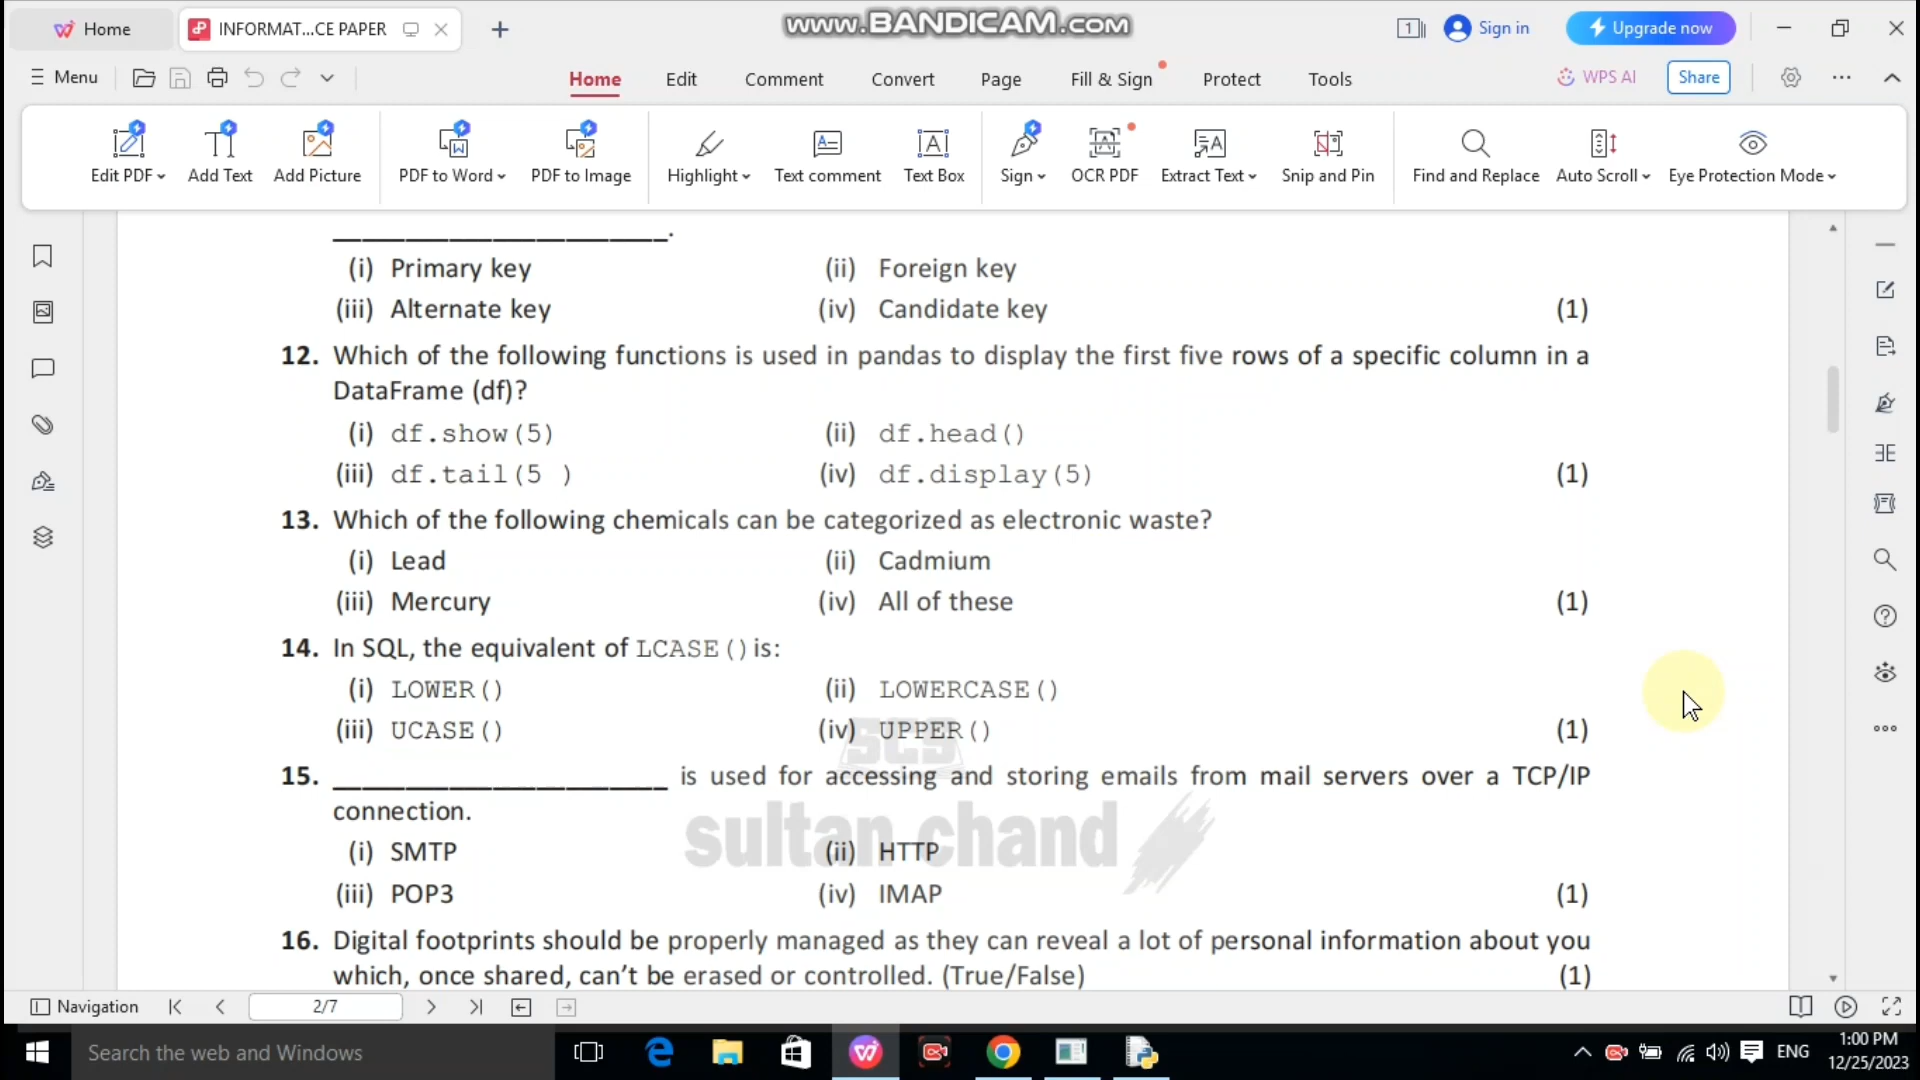 www.BANDICAM.com
Home
INFORMAT...CE PAPER
1
Sign in
Upgrade now
Menu
Home
Edit
Comment
Convert
Page
Fill & Sign
Protect
Tools
WPS AI
Share
Edit PDF
Add Text
Add Picture
PDF to Word
PDF to Image
Highlight
Text comment
Text Box
Sign
OCR PDF
Extract Text
Snip and Pin
Find and Replace
Auto Scroll
Eye Protection Mode
_______________________.
(i) Primary key (ii) Foreign key
(iii) Alternate key (iv) Candidate key (1)
12. Which of the following functions is used in pandas to display the first five rows of a specific column in a
DataFrame (df)?
(i) df.show(5) (ii) df.head()
(iii) df.tail(5 ) (iv) df.display(5) (1)
13. Which of the following chemicals can be categorized as electronic waste?
(i) Lead (ii) Cadmium
(iii) Mercury (iv) All of these (1)
14. In SQL, the equivalent of LCASE()is:
(i) LOWER() (ii) LOWERCASE()
(iii) UCASE() (iv) UPPER() (1)
SCS
sultan chand
15. _______________________ is used for accessing and storing emails from mail servers over a TCP/IP
connection.
(i) SMTP (ii) HTTP
(iii) POP3 (iv) IMAP (1)
16. Digital footprints should be properly managed as they can reveal a lot of personal information about you
which, once shared, can't be erased or controlled. (True/False) (1)
Navigation
2/7
Search the web and Windows
ENG
1:00 PM
12/25/2023